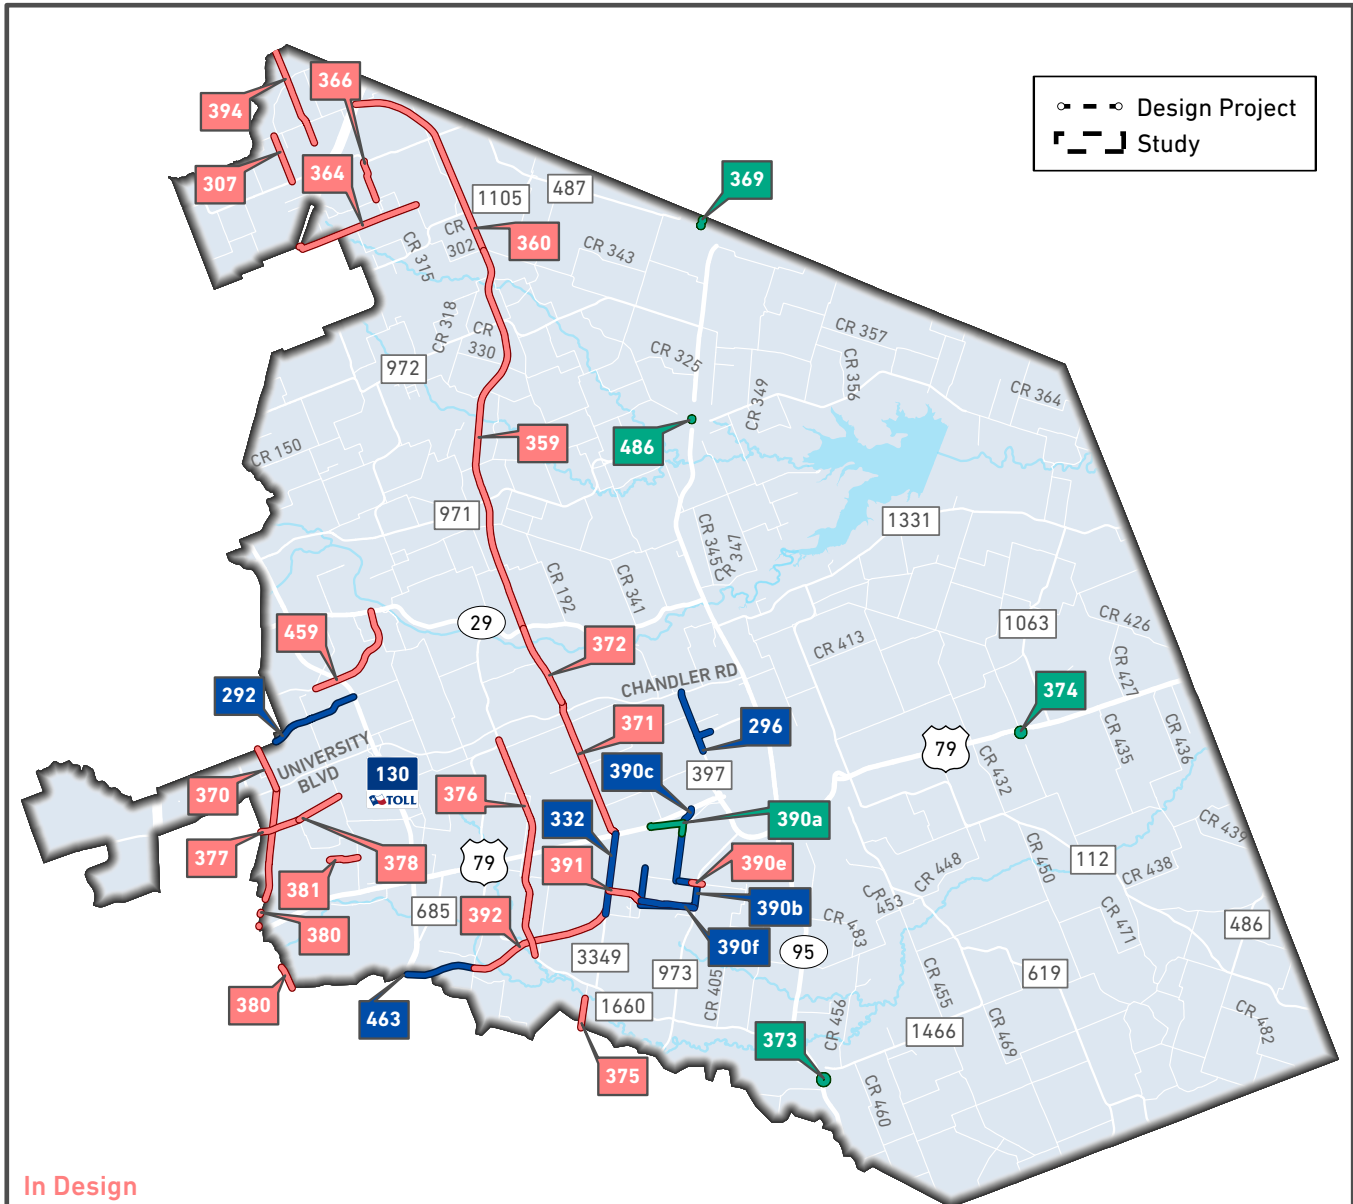 366
394
Design Project
Study
307
364
369
1105
487
CR
302
360
CR 315
CR 343
CR 318
CR
330
CR 325
CR 357
CR 356
CR 349
CR 364
972
359
486
CR 150
971
CR 345
CR 347
1331
CR 192
CR 341
29
459
372
1063
CR 426
CR 413
CR 427
CHANDLER RD
292
296
374
371
UNIVERSITY
BLVD
79
CR 435
CR 436
130
TOLL
390c
397
CR 432
370
376
332
390a
CR 439
377
378
79
391
390e
112
CR 450
CR 438
CR 448
381
CR
453
685
392
390b
CR 471
380
390f
CR 483
95
486
3349
973
CR 405
CR 455
619
380
463
1660
CR 456
1466
CR 469
CR 482
373
375
CR 460
In Design